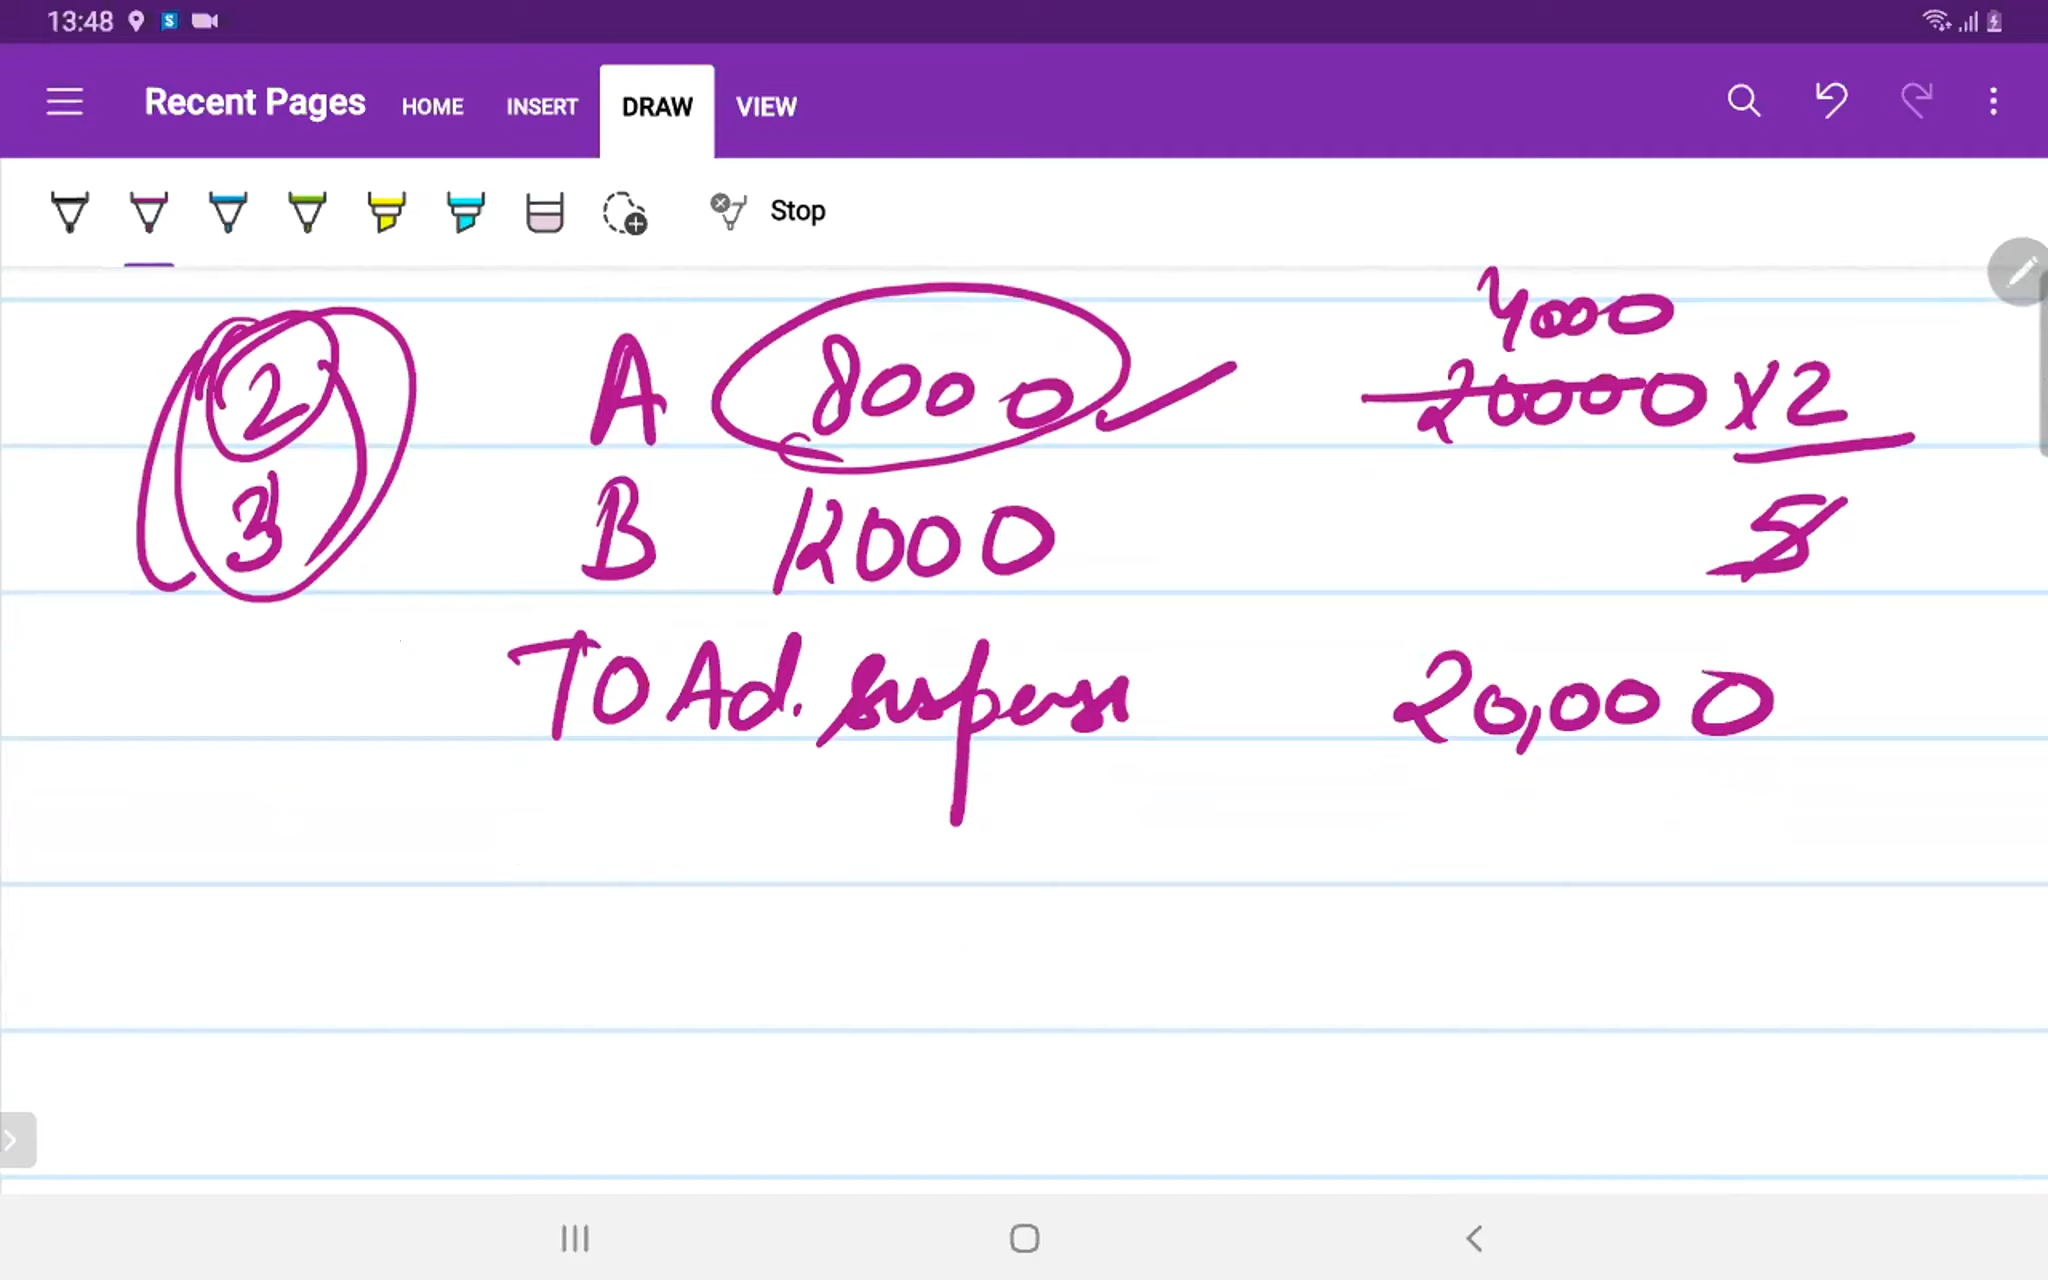 13:48 S
Recent Pages HOME INSERT DRAW VIEW
Stop
4000
2 A 8000 20000 x2
3 B 12000 5
TO Ad. suspense 20,000